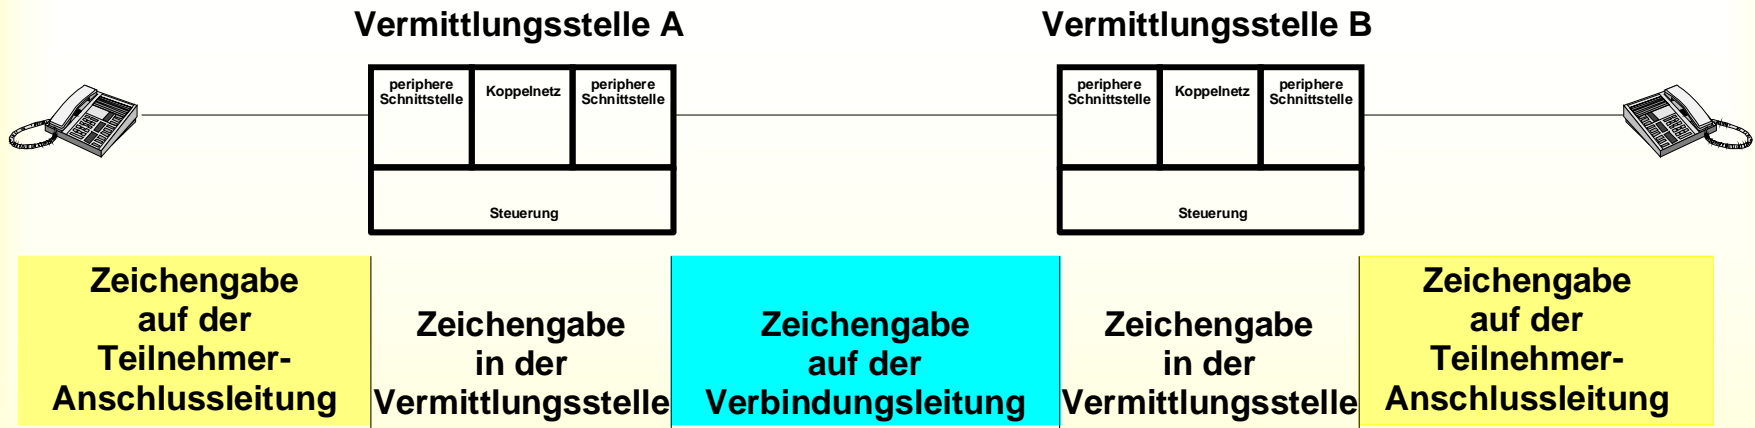 Vermittlungsstelle A
Vermittlungsstelle B
periphere
Schnittstelle
Koppelnetz
periphere
Schnittstelle
Steuerung
periphere
Schnittstelle
Koppelnetz
periphere
Schnittstelle
Steuerung
Zeichengabe
auf der
Teilnehmer-
Anschlussleitung
Zeichengabe
in der
Vermittlungsstelle
Zeichengabe
auf der
Verbindungsleitung
Zeichengabe
in der
Vermittlungsstelle
Zeichengabe
auf der
Teilnehmer-
Anschlussleitung